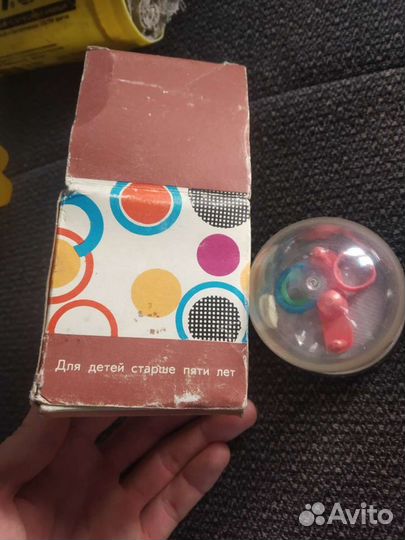 Для детей старше пяти лет
Avito